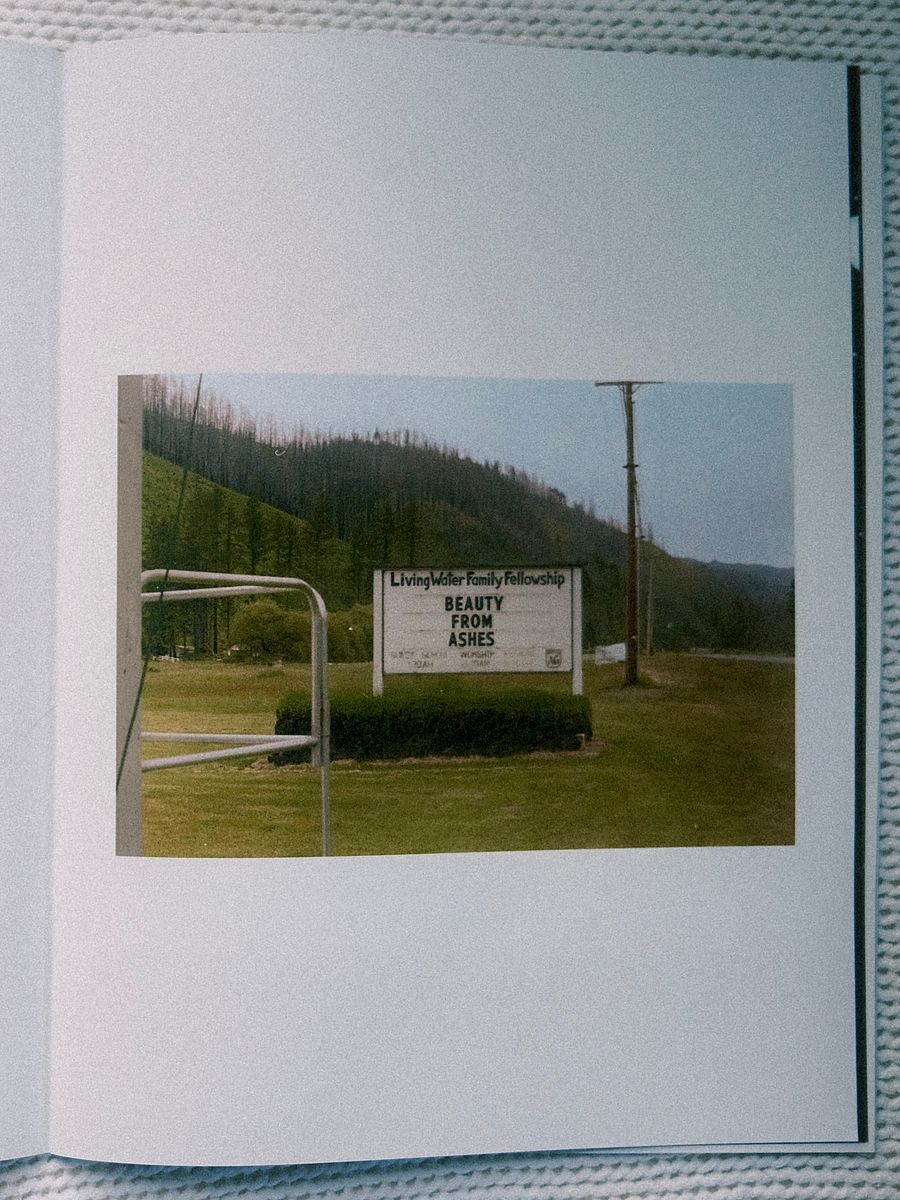 Living Water Family Fellowship
BEAUTY
FROM
ASHES
WORSHIP